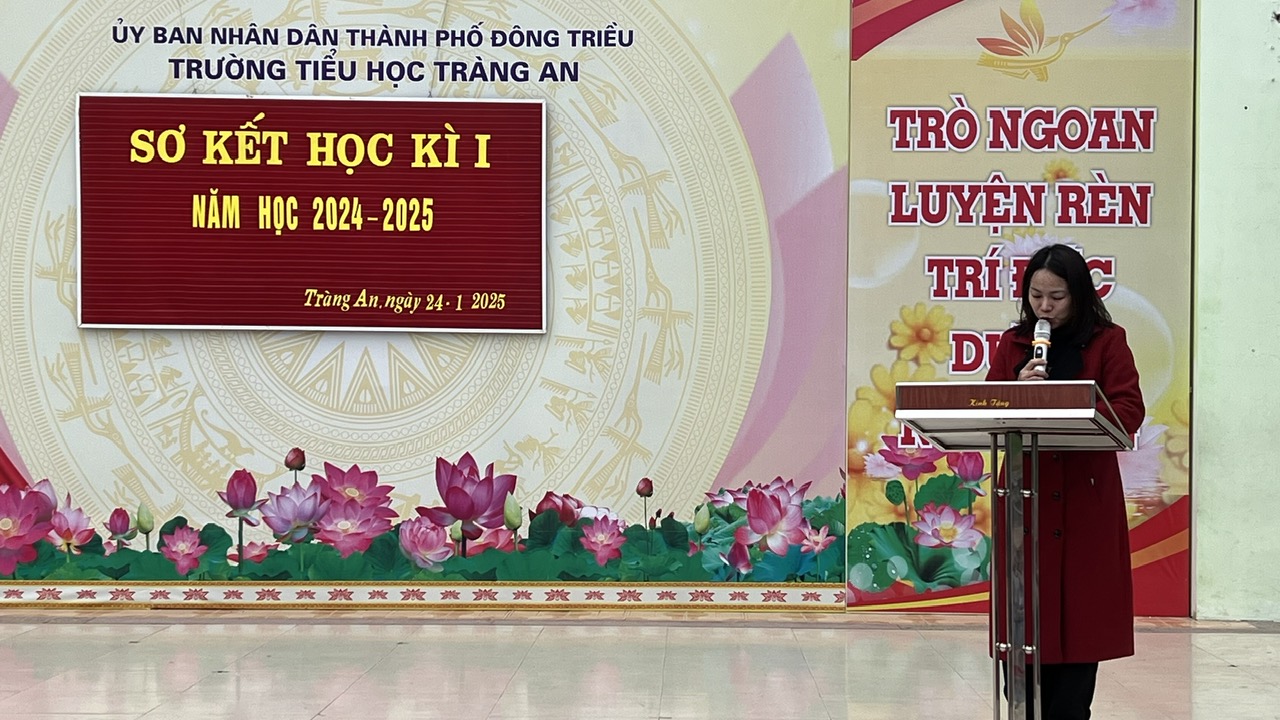 ỦY BAN NHÂN DÂN THÀNH PHỐ ĐÔNG TRIỀU
TRƯỜNG TIỂU HỌC TRÀNG AN
SƠ KẾT HỌC KÌ I
NĂM HỌC 2024-2025
Tràng An, ngày 24-1 2025
TRÒ NGOAN
LUYỆN RÈN
TRÍ
Kính Tặng